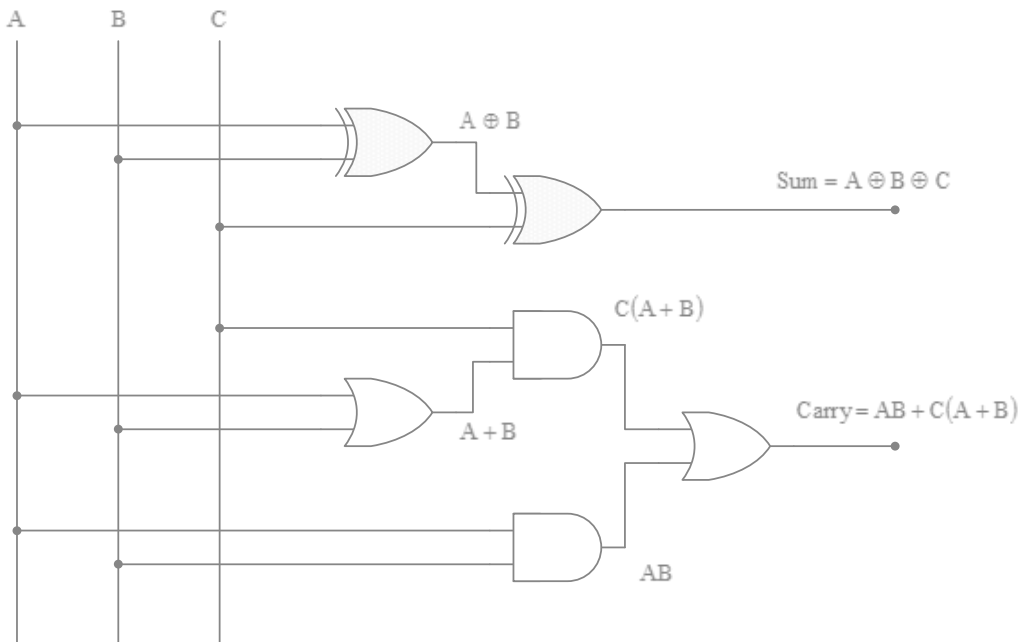 A B C
A ⊕ B
Sum = A ⊕ B ⊕ C
C(A + B)
Carry = AB + C(A + B)
A + B
AB